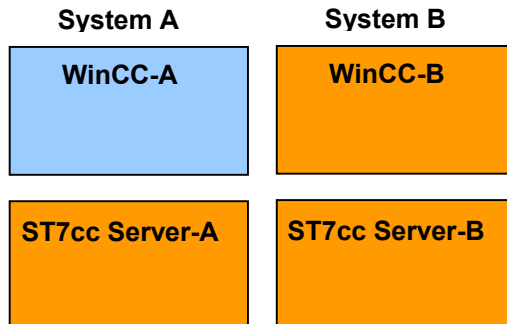 System A System B
WinCC-A WinCC-B
ST7cc Server-A ST7cc Server-B